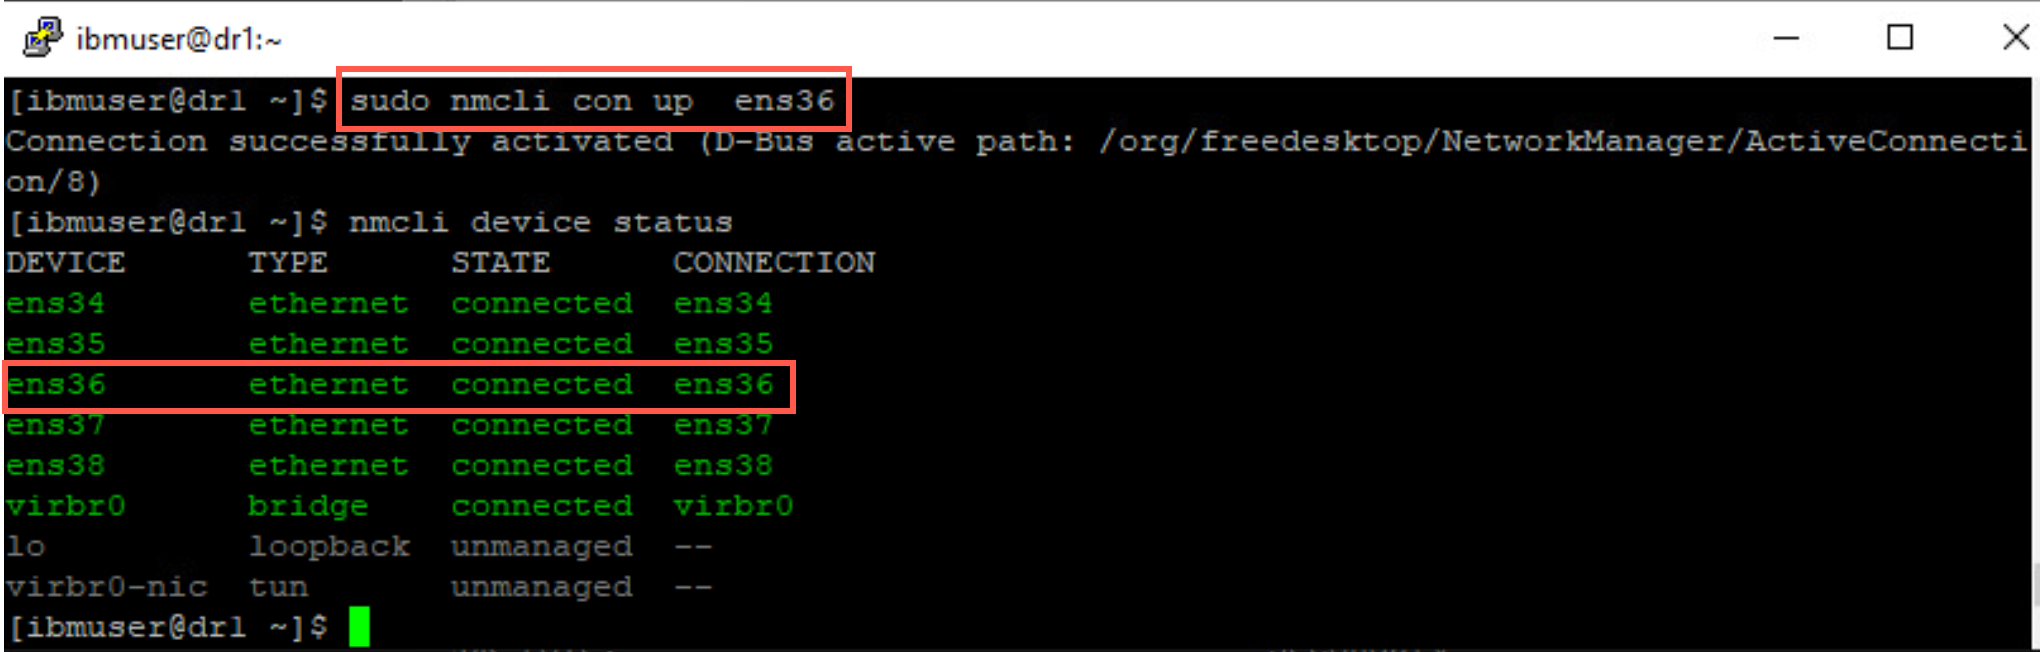 ibmuser@dr1:~
[ibmuser@dr1 ~]$ sudo nmcli con up  ens36
Connection successfully activated (D-Bus active path: /org/freedesktop/NetworkManager/ActiveConnecti
on/8)
[ibmuser@dr1 ~]$ nmcli device status
DEVICE      TYPE      STATE      CONNECTION
ens34       ethernet  connected  ens34
ens35       ethernet  connected  ens35
ens36       ethernet  connected  ens36
ens37       ethernet  connected  ens37
ens38       ethernet  connected  ens38
virbr0      bridge    connected  virbr0
lo          loopback  unmanaged  --
virbr0-nic  tun       unmanaged  --
[ibmuser@dr1 ~]$